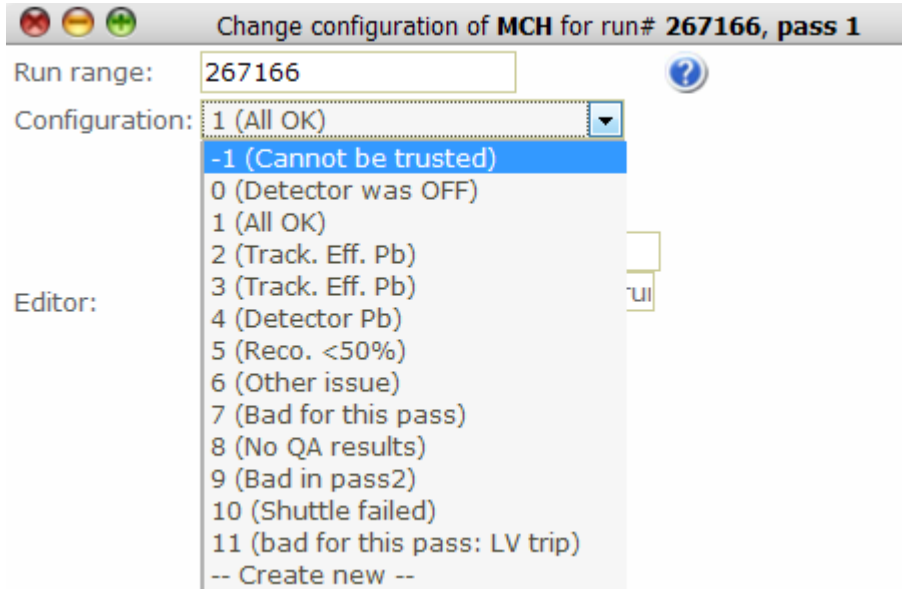 Change configuration of MCH for run# 267166, pass 1
Run range: 267166
Configuration: 1 (All OK)
-1 (Cannot be trusted)
0 (Detector was OFF)
1 (All OK)
2 (Track. Eff. Pb)
3 (Track. Eff. Pb)
Editor:
4 (Detector Pb)
5 (Reco. <50%)
6 (Other issue)
7 (Bad for this pass)
8 (No QA results)
9 (Bad in pass2)
10 (Shuttle failed)
11 (bad for this pass: LV trip)
-- Create new --